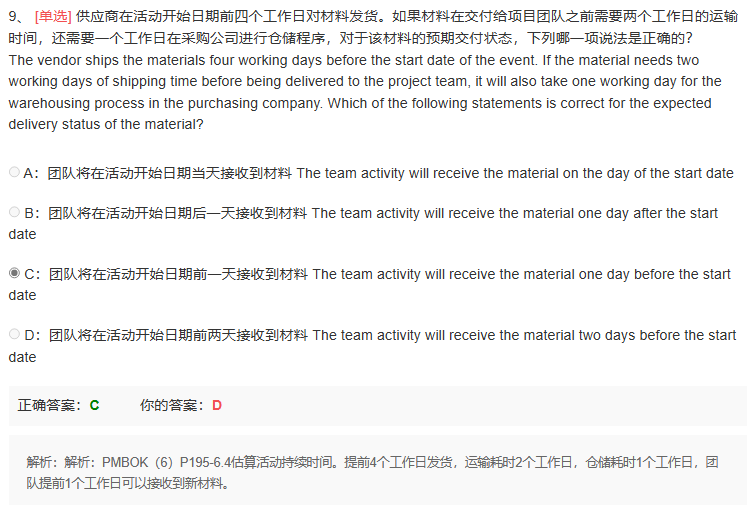 9、 [单选] 供应商在活动开始日期前四个工作日对材料发货。如果材料在交付给项目团队之前需要两个工作日的运输
时间，还需要一个工作日在采购公司进行仓储程序，对于该材料的预期交付状态，下列哪一项说法是正确的?
The vendor ships the materials four working days before the start date of the event. If the material needs two
working days of shipping time before being delivered to the project team, it will also take one working day for the
warehousing process in the purchasing company. Which of the following statements is correct for the expected
delivery status of the material?
A：团队将在活动开始日期当天接收到材料 The team activity will receive the material on the day of the start date
B：团队将在活动开始日期后一天接收到材料 The team activity will receive the material one day after the start
date
C：团队将在活动开始日期前一天接收到材料 The team activity will receive the material one day before the start
date
D：团队将在活动开始日期前两天接收到材料 The team activity will receive the material two days before the start
date
正确答案：C 你的答案：D
解析：解析：PMBOK（6）P195-6.4估算活动持续时间。提前4个工作日发货，运输耗时2个工作日，仓储耗时1个工作日，团
队提前1个工作日可以接收到新材料。